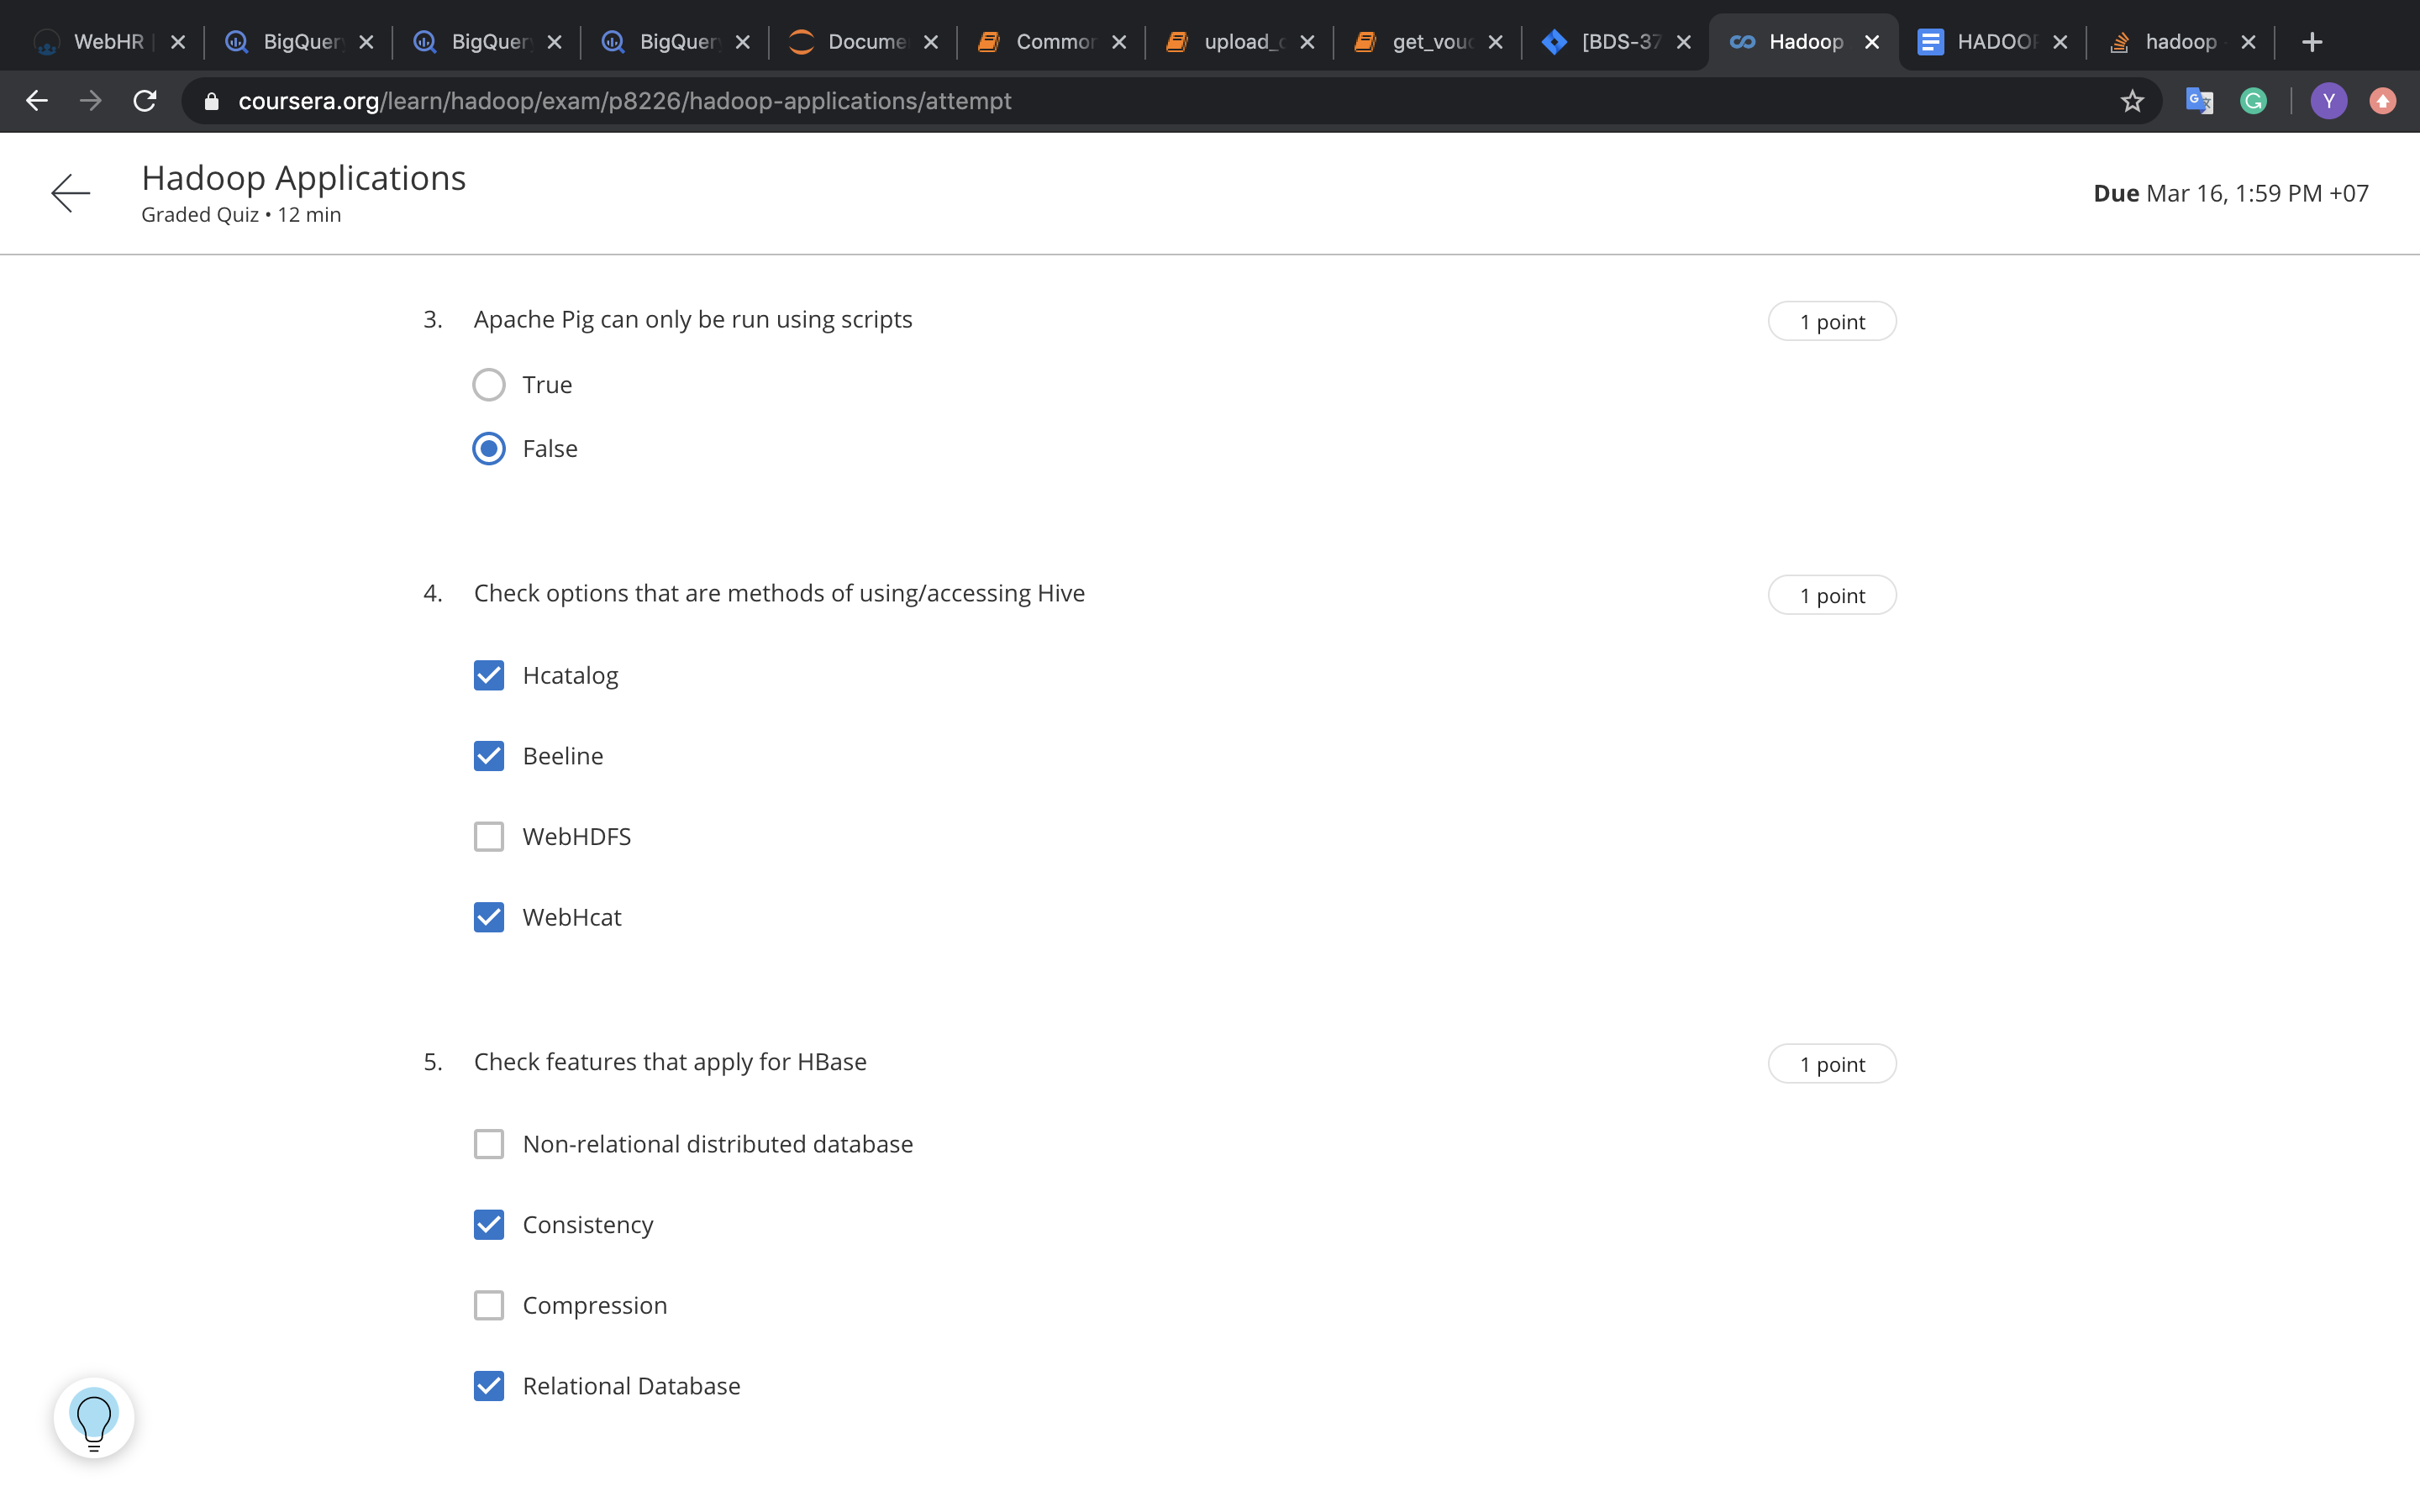 WebHR
BigQuer
BigQuer
BigQuer
Docume
Common
upload_
get_vouc
[BDS-37
Hadoop
HADOOP
hadoop
coursera.org/learn/hadoop/exam/p8226/hadoop-applications/attempt
Y
Hadoop Applications
Graded Quiz • 12 min
Due Mar 16, 1:59 PM +07
3. Apache Pig can only be run using scripts
1 point
True
False
4. Check options that are methods of using/accessing Hive
1 point
Hcatalog
Beeline
WebHDFS
WebHcat
5. Check features that apply for HBase
1 point
Non-relational distributed database
Consistency
Compression
Relational Database